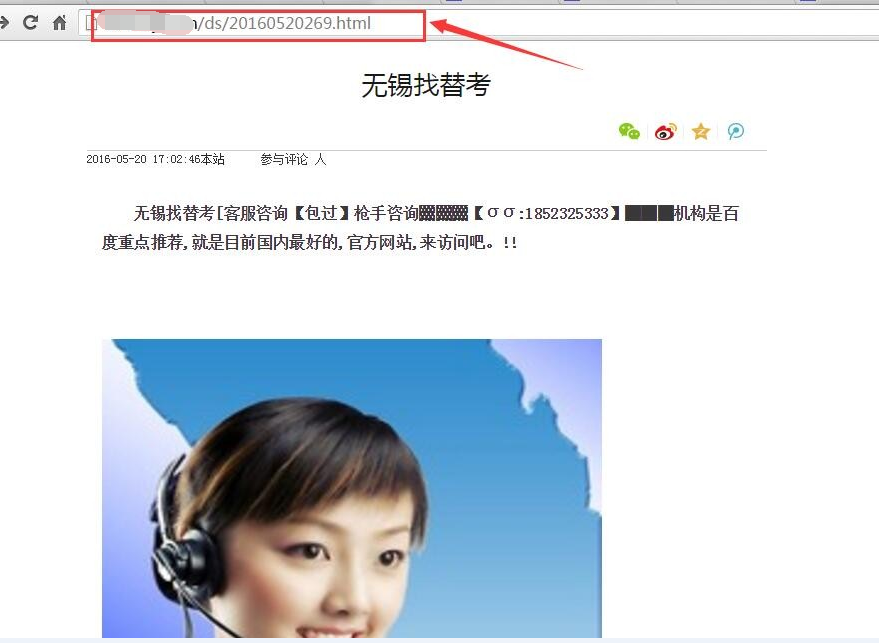 /ds/20160520269.html
无锡找替考
2016-05-20 17:02:46本站 参与评论 人
无锡找替考[客服咨询【包过】枪手咨询▓▓▓【σσ:1852325333】▇▇▇机构是百
度重点推荐,就是目前国内最好的,官方网站,来访问吧。!!